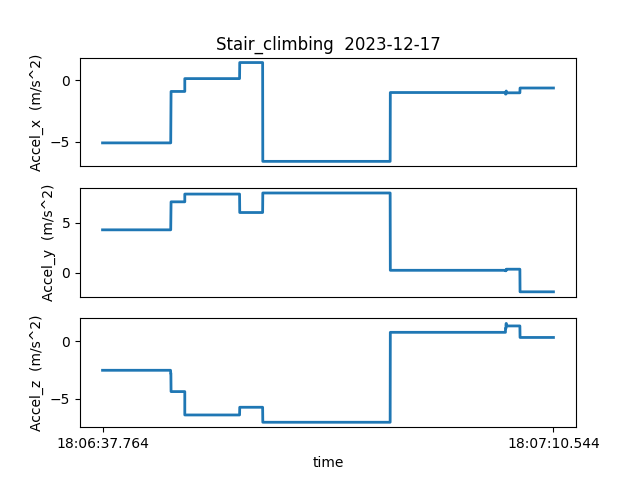 Stair_climbing  2023-12-17
Accel_x  (m/s^2)
0
−5
Accel_y  (m/s^2)
5
0
Accel_z  (m/s^2)
0
−5
18:06:37.764
18:07:10.544
time